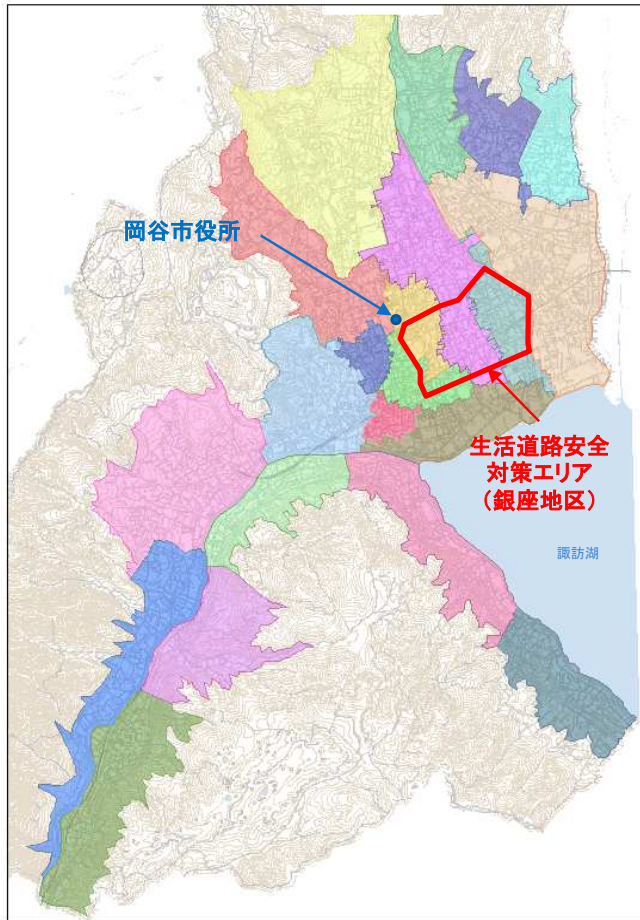 岡谷市役所
生活道路安全
対策エリア
（銀座地区）
諏訪湖